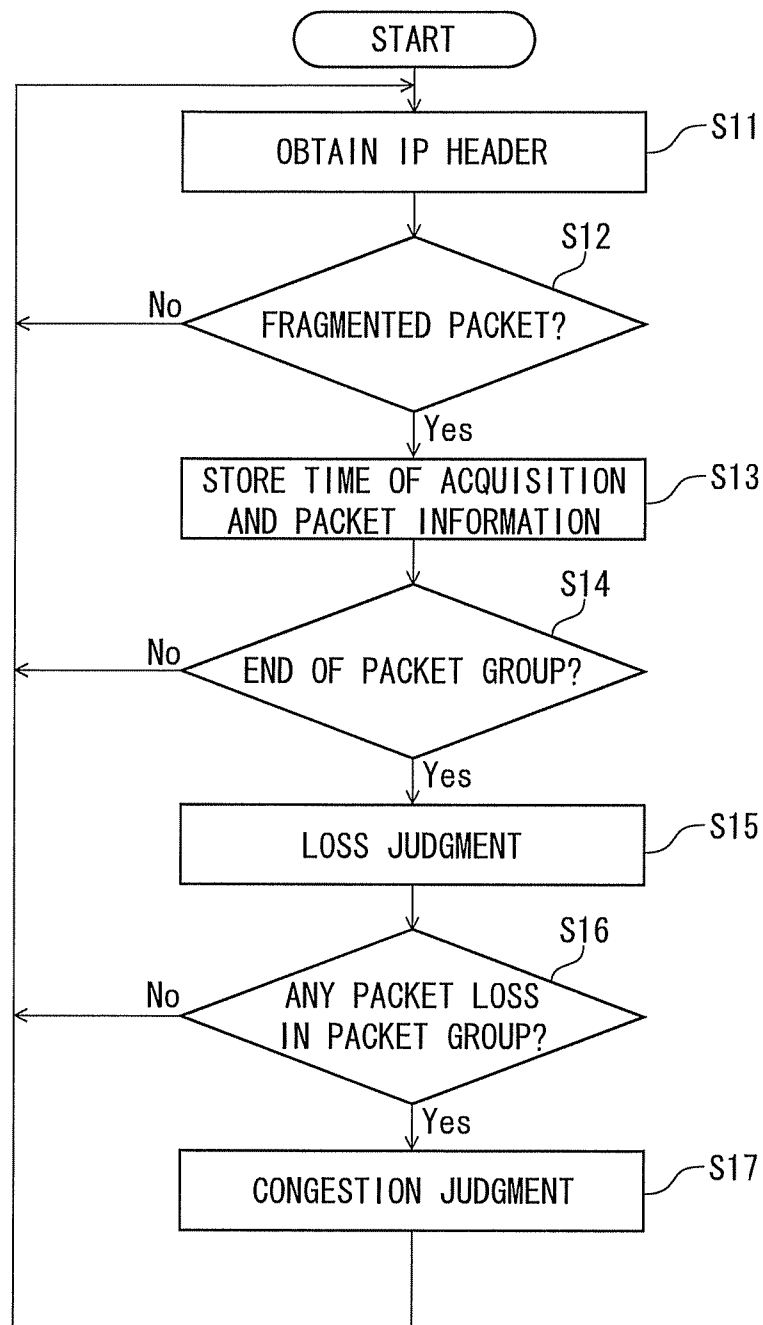 START
OBTAIN IP HEADER
S11
S12
FRAGMENTED PACKET?
No
Yes
STORE TIME OF ACQUISITION
AND PACKET INFORMATION
S13
S14
END OF PACKET GROUP?
No
Yes
LOSS JUDGMENT
S15
S16
ANY PACKET LOSS
IN PACKET GROUP?
No
Yes
CONGESTION JUDGMENT
S17